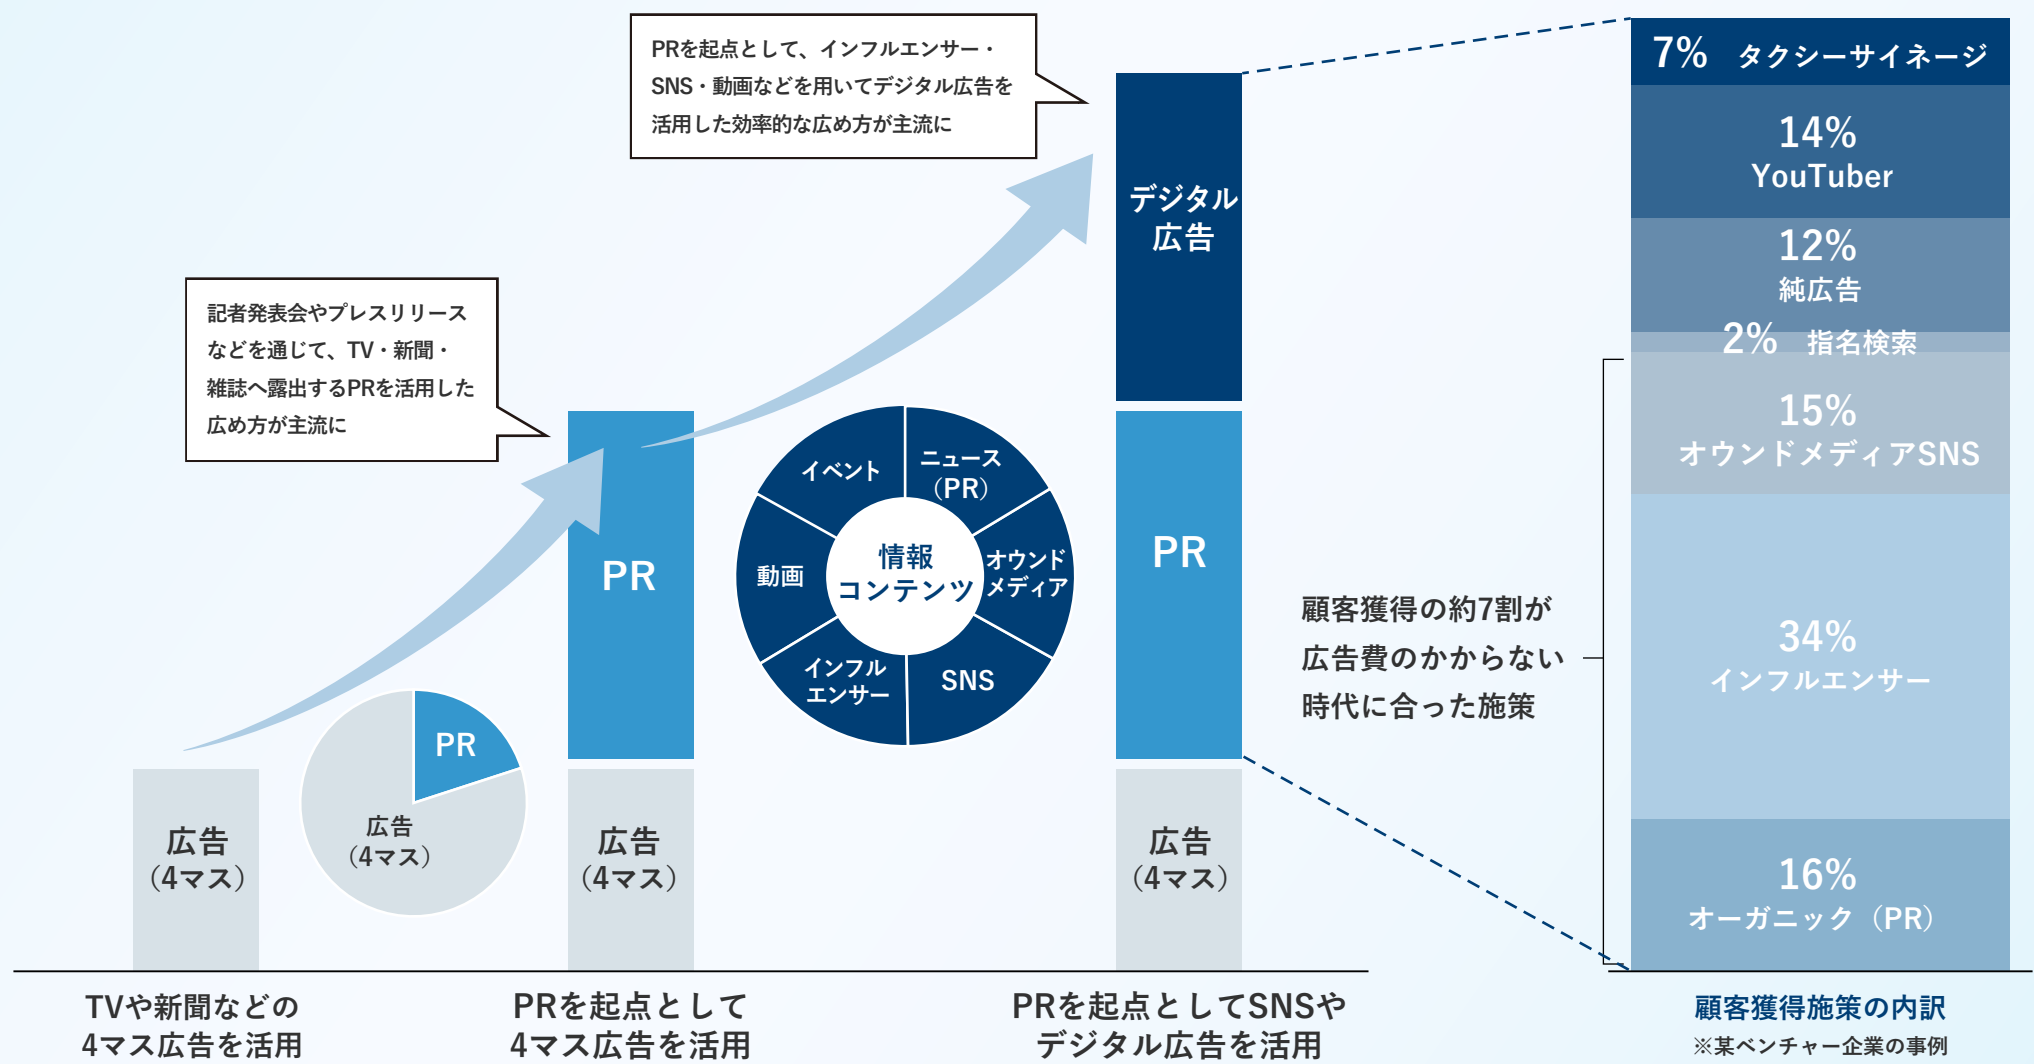 PRを起点として、インフルエンサー・
SNS・動画などを用いてデジタル広告を
活用した効率的な広め方が主流に
記者発表会やプレスリリース
などを通じて、TV・新聞・
雑誌へ露出するPRを活用した
広め方が主流に
広告
（4マス）
PR
広告
（4マス）
PR
広告
（4マス）
イベント
ニュース
（PR）
オウンド
メディア
SNS
インフル
エンサー
動画
情報
コンテンツ
デジタル
広告
PR
広告
（4マス）
顧客獲得の約7割が
広告費のかからない
時代に合った施策
7% タクシーサイネージ
14%
YouTuber
12%
純広告
2% 指名検索
15%
オウンドメディアSNS
34%
インフルエンサー
16%
オーガニック（PR）
TVや新聞などの
4マス広告を活用
PRを起点として
4マス広告を活用
PRを起点としてSNSや
デジタル広告を活用
顧客獲得施策の内訳
※某ベンチャー企業の事例